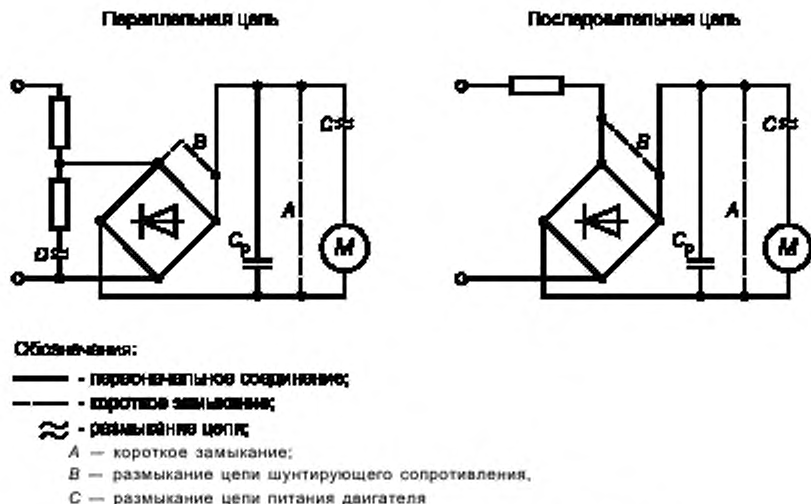 Параллельная цепь
Последовательная цепь
B
C
A
D
Cp
M
B
C
A
Cp
M
Обозначения:
- первоначальное соединение;
- короткое замыкание;
- размыкание цепи;
A — короткое замыкание;
B — размыкание цепи шунтирующего сопротивления,
C — размыкание цепи питания двигателя